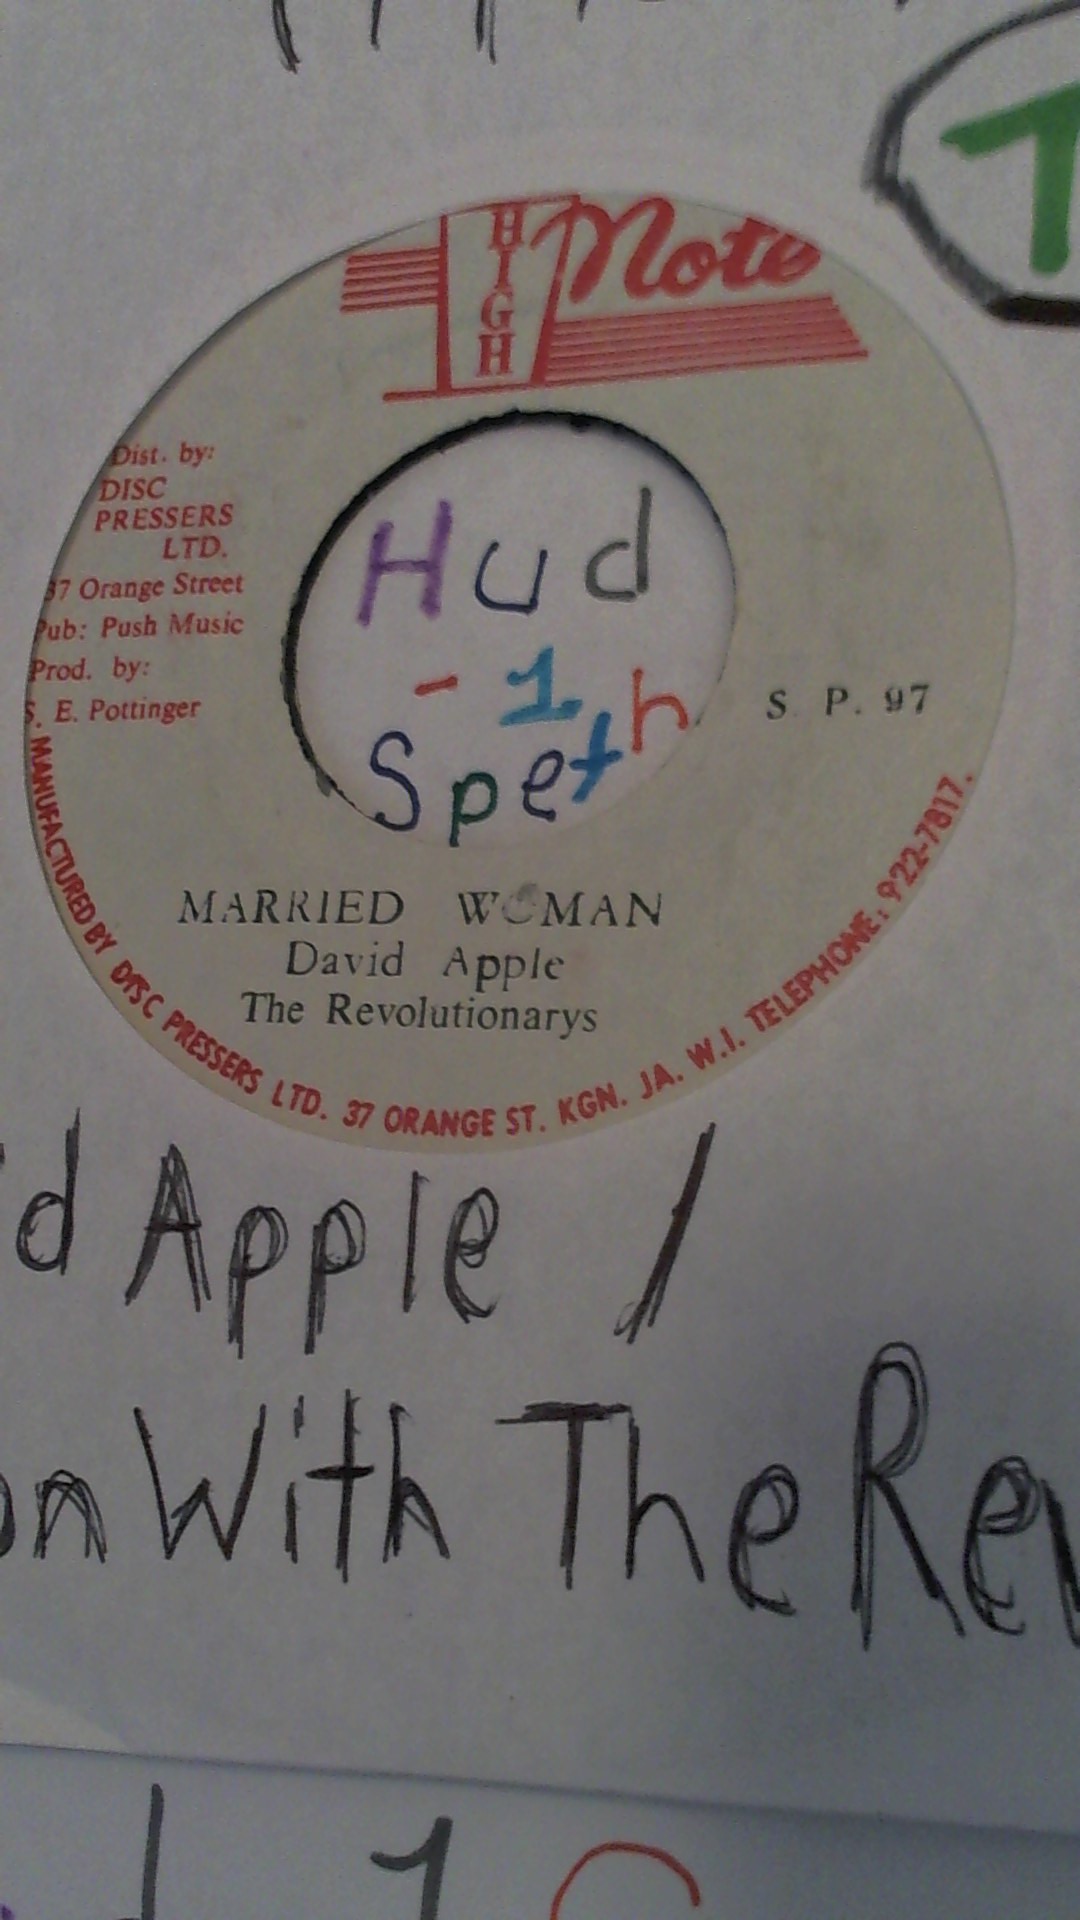 HIGH Note
Dist. by:
DISC
PRESSERS
LTD.
37 Orange Street
Pub: Push Music
Prod. by:
S. E. Pottinger
Hud
- 1
Speth
S. P. 97
MARRIED WOMAN
David Apple
The Revolutionarys
MANUFACTURED BY DISC PRESSERS LTD. 37 ORANGE ST. KGN. JA. W.I. TELEPHONE: 922-7817.
d Apple /
on With The Rev